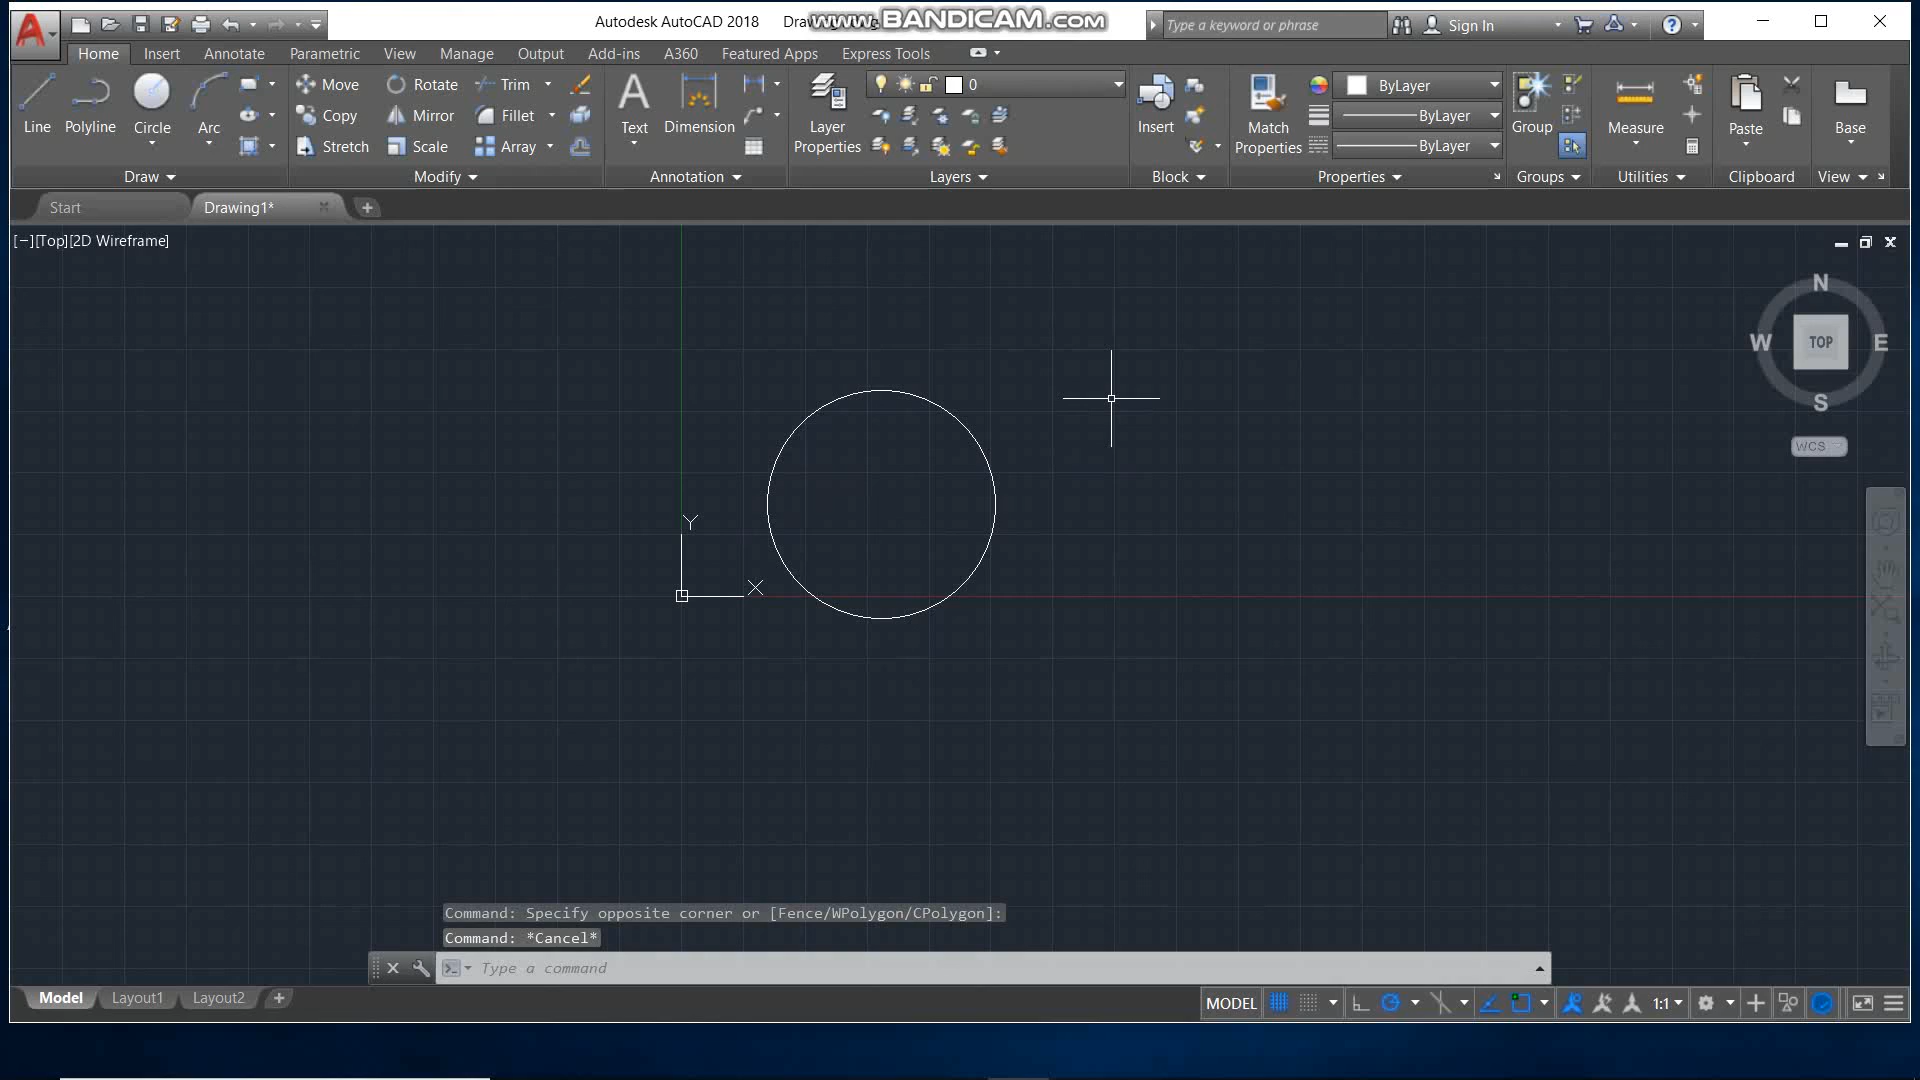 Autodesk AutoCAD 2018
www.BANDICAM.com
Type a keyword or phrase
Sign In
Home Insert Annotate Parametric View Manage Output Add-ins A360 Featured Apps Express Tools
Line Polyline Circle Arc
Move Rotate Trim
Copy Mirror Fillet
Stretch Scale Array
Text Dimension
Layer Properties
0
Insert
Match Properties
ByLayer
ByLayer
ByLayer
Group
Measure
Paste
Base
Draw Modify Annotation Layers Block Properties Groups Utilities Clipboard View
Start Drawing1*
[−][Top][2D Wireframe]
N
W TOP E
S
WCS
Y
X
Command: Specify opposite corner or [Fence/WPolygon/CPolygon]:
Command: *Cancel*
Type a command
Model Layout1 Layout2
MODEL 1:1